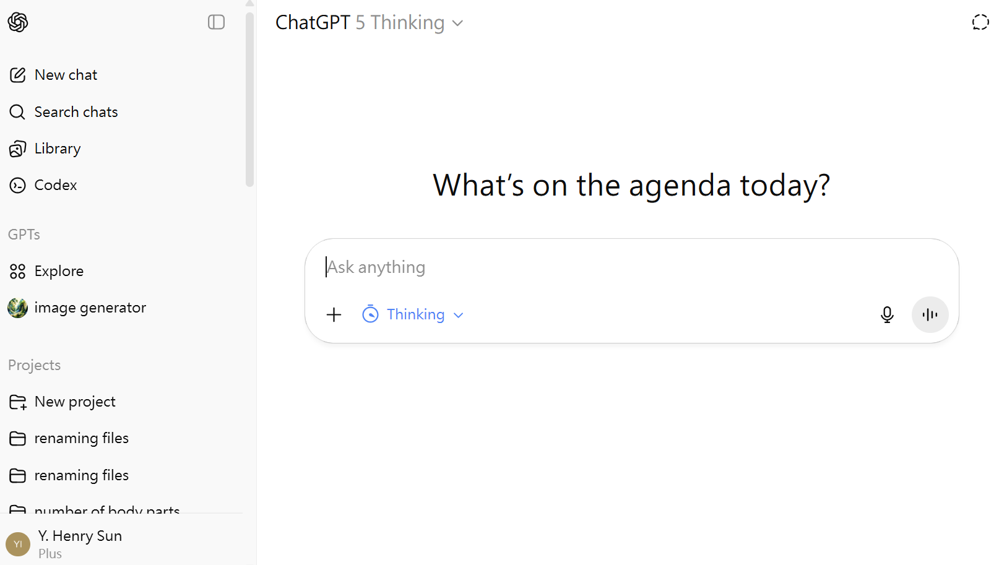 ChatGPT 5 Thinking
New chat
Search chats
Library
Codex
GPTs
Explore
image generator
Projects
New project
renaming files
renaming files
number of body parts
YI
Y. Henry Sun
Plus
What’s on the agenda today?
Ask anything
Thinking